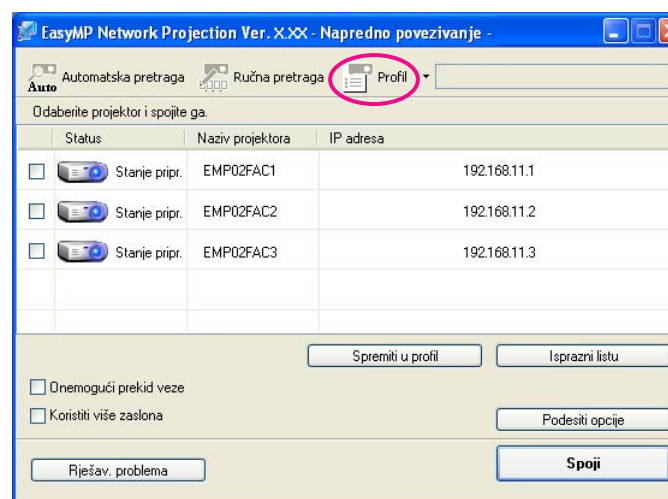 EasyMP Network Projection Ver. X.XX - Napredno povezivanje -
Auto Automatska pretraga Ručna pretraga Profil
Odaberite projektor i spojite ga.
Status Naziv projektora IP adresa
Stanje pripr. EMP02FAC1 192.168.11.1
Stanje pripr. EMP02FAC2 192.168.11.2
Stanje pripr. EMP02FAC3 192.168.11.3
Spremiti u profil Isprazni listu
Onemogući prekid veze
Koristiti više zaslona Podesiti opcije
Rješav. problema Spoji